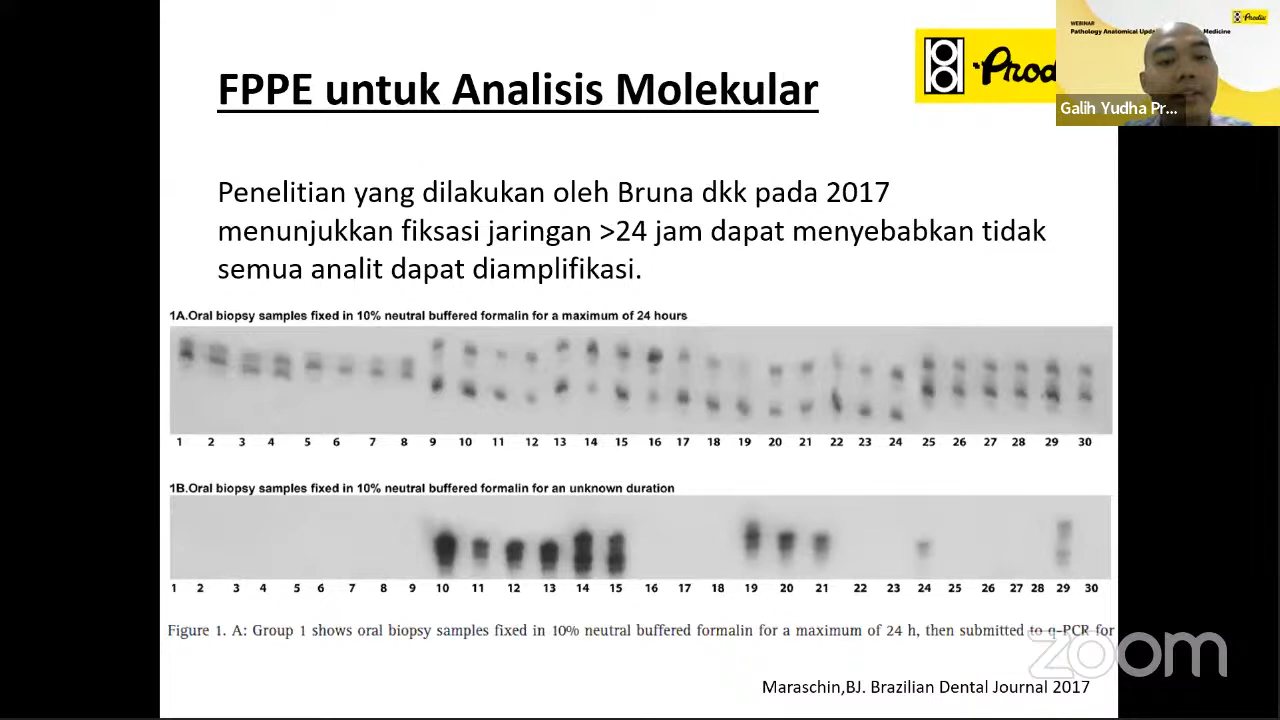 FPPE untuk Analisis Molekular
Prod
WEBINAR
Prodia
Pathology Anatomical Upda Medicine
Galih Yudha Pr...
Penelitian yang dilakukan oleh Bruna dkk pada 2017
menunjukkan fiksasi jaringan >24 jam dapat menyebabkan tidak
semua analit dapat diamplifikasi.
1A.Oral biopsy samples fixed in 10% neutral buffered formalin for a maximum of 24 hours
1 2 3 4 5 6 7 8 9 10 11 12 13 14 15 16 17 18 19 20 21 22 23 24 25 26 27 28 29 30
1B.Oral biopsy samples fixed in 10% neutral buffered formalin for an unknown duration
1 2 3 4 5 6 7 8 9 10 11 12 13 14 15 16 17 18 19 20 21 22 23 24 25 26 27 28 29 30
Figure 1. A: Group 1 shows oral biopsy samples fixed in 10% neutral buffered formalin for a maximum of 24 h, then submitted to q-PCR for
zoom
Maraschin,BJ. Brazilian Dental Journal 2017